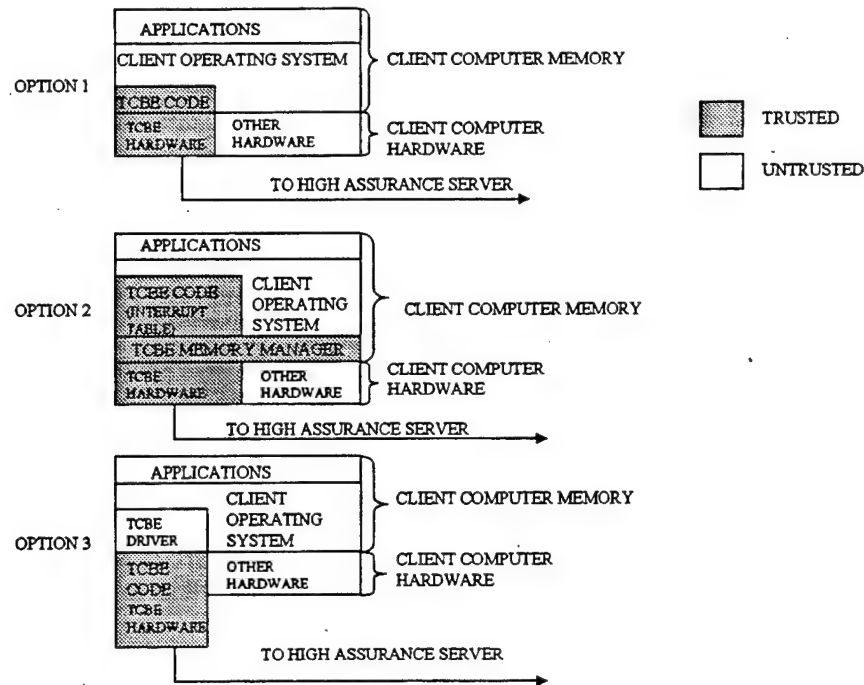 APPLICATIONS
CLIENT OPERATING SYSTEM
CLIENT COMPUTER MEMORY
OPTION 1
TCBE CODE
TCBE
HARDWARE
OTHER
HARDWARE
CLIENT COMPUTER
HARDWARE
TO HIGH ASSURANCE SERVER
TRUSTED
UNTRUSTED
APPLICATIONS
OPTION 2
TCBE CODE
(INTERRUPT
TABLE)
CLIENT
OPERATING
SYSTEM
CLIENT COMPUTER MEMORY
TCBE MEMORY MANAGER
TCBE
HARDWARE
OTHER
HARDWARE
CLIENT COMPUTER
HARDWARE
TO HIGH ASSURANCE SERVER
APPLICATIONS
OPTION 3
TCBE
DRIVER
CLIENT
OPERATING
SYSTEM
CLIENT COMPUTER MEMORY
TCBE
CODE
TCBE
HARDWARE
OTHER
HARDWARE
CLIENT COMPUTER
HARDWARE
TO HIGH ASSURANCE SERVER